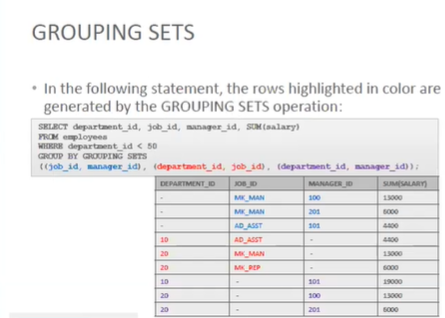 GROUPING SETS
• In the following statement, the rows highlighted in color are
generated by the GROUPING SETS operation:
SELECT department_id, job_id, manager_id, SUM(salary)
FROM employees
WHERE department_id < 50
GROUP BY GROUPING SETS
((job_id, manager_id), (department_id, job_id), (department_id, manager_id));
DEPARTMENT_ID JOB_ID MANAGER_ID SUM(SALARY)
- MK_MAN 100 13000
- MK_MAN 201 6000
- AD_ASST 101 4400
10 AD_ASST - 4400
20 MK_MAN - 13000
20 MK_REP - 6000
10 - 101 19000
20 - 100 13000
20 - 201 6000